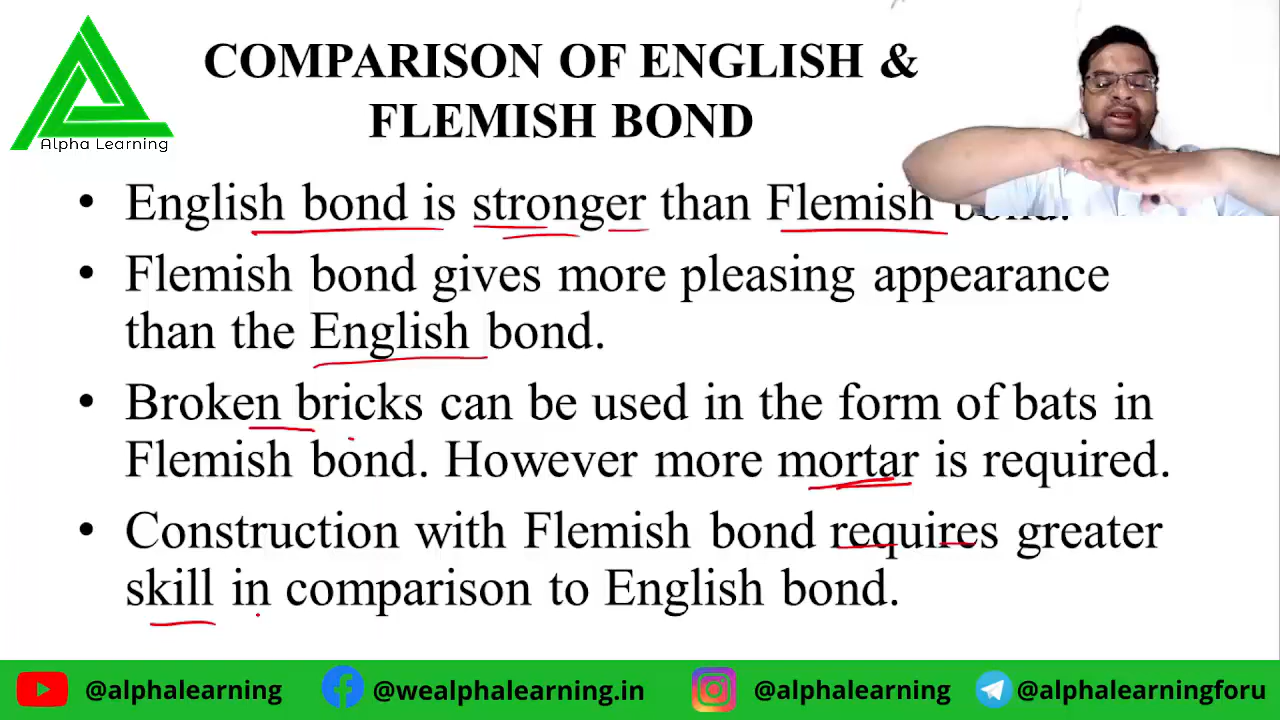 Alpha Learning
COMPARISON OF ENGLISH &
FLEMISH BOND
• English bond is stronger than Flemish bond.
• Flemish bond gives more pleasing appearance
than the English bond.
• Broken bricks can be used in the form of bats in
Flemish bond. However more mortar is required.
• Construction with Flemish bond requires greater
skill in comparison to English bond.
@alphalearning @wealphalearning.in @alphalearning @alphalearningforu